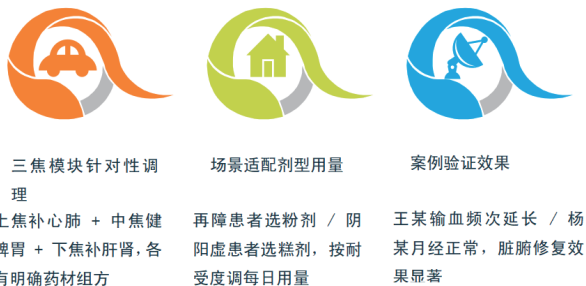 三焦模块针对性调
理
上焦补心肺 + 中焦健
脾胃 + 下焦补肝肾，各
有明确药材组方
场景适配剂型用量
再障患者选粉剂 / 阴
阳虚患者选糕剂，按耐
受度调每日用量
案例验证效果
王某输血频次延长 / 杨
某月经正常，脏腑修复效
果显著